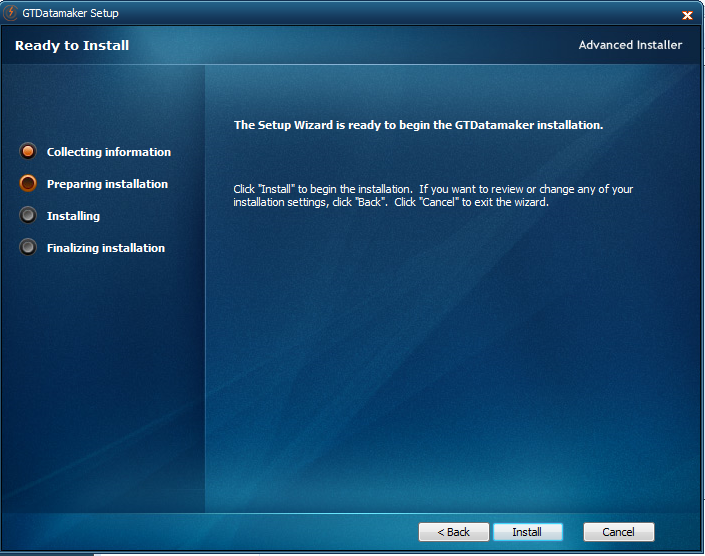 GTDatamaker Setup
Ready to Install
Advanced Installer
Collecting information
Preparing installation
Installing
Finalizing installation
The Setup Wizard is ready to begin the GTDatamaker installation.
Click "Install" to begin the installation.  If you want to review or change any of your
installation settings, click "Back".  Click "Cancel" to exit the wizard.
< Back
Install
Cancel